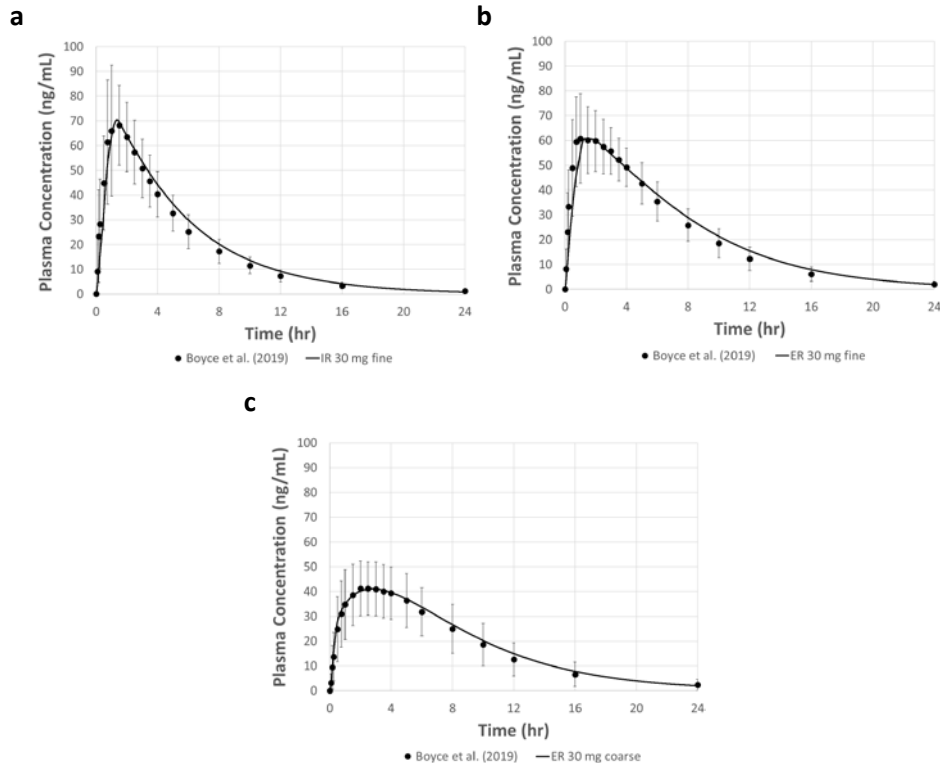 a
Plasma Concentration (ng/mL)
100
90
80
70
60
50
40
30
20
10
0
0 4 8 12 16 20 24
Time (hr)
● Boyce et al. (2019) —IR 30 mg fine
b
Plasma Concentration (ng/mL)
100
90
80
70
60
50
40
30
20
10
0
0 4 8 12 16 20 24
Time (hr)
● Boyce et al. (2019) —ER 30 mg fine
c
Plasma Concentration (ng/mL)
100
90
80
70
60
50
40
30
20
10
0
0 4 8 12 16 20 24
Time (hr)
● Boyce et al. (2019) —ER 30 mg coarse